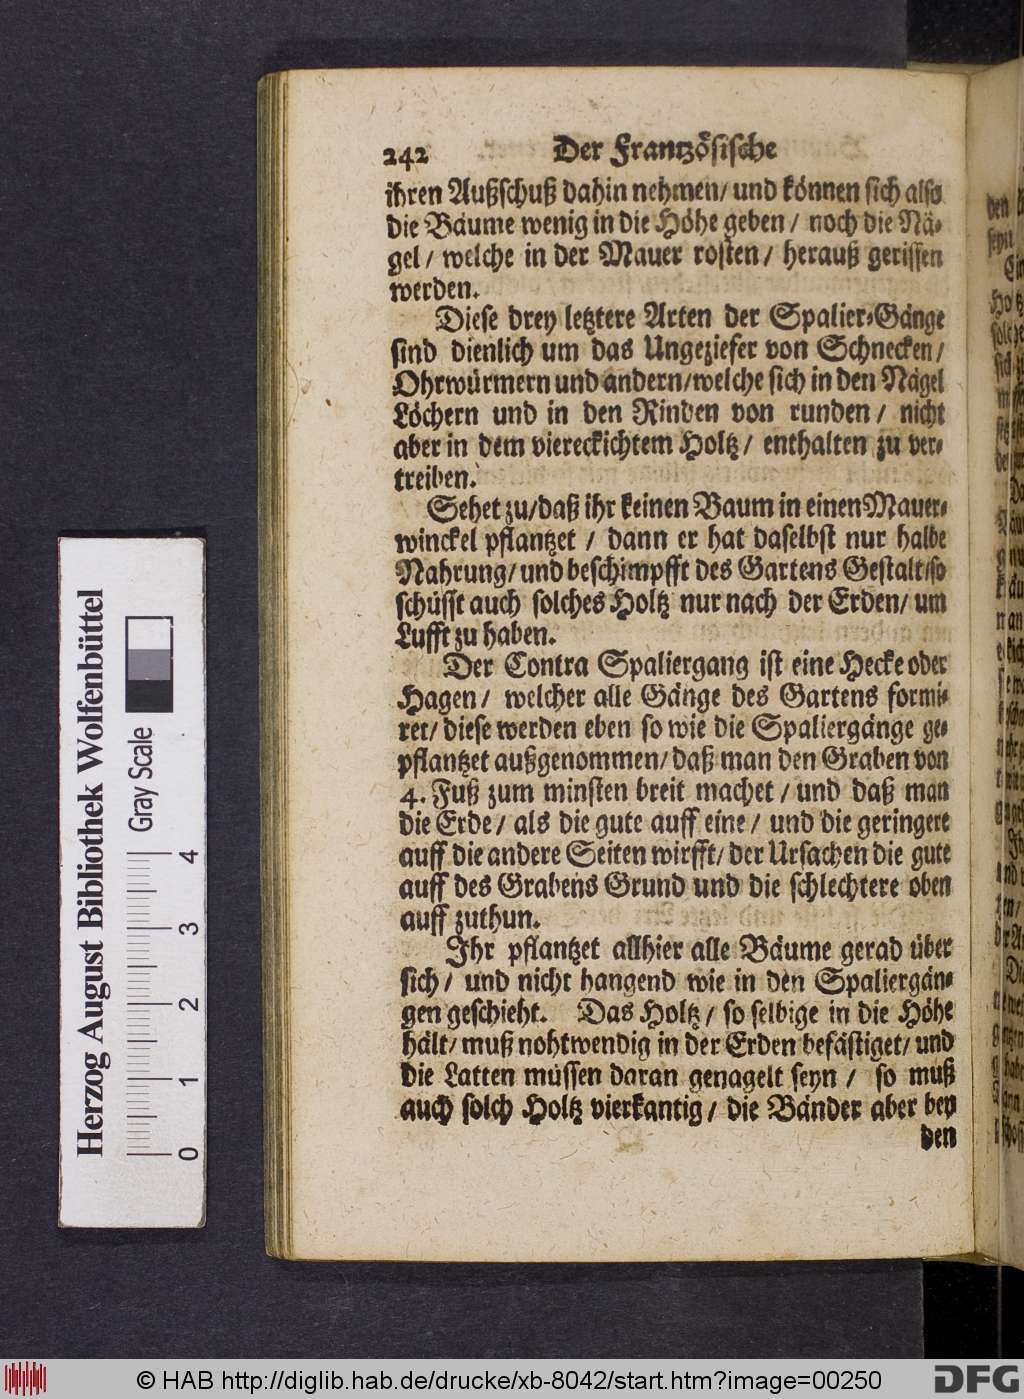 242 Der Frantzösische
ihren Außschuß dahin nehmen/ und können sich also
die Bäume wenig in die Höhe geben / noch die Nä-
gel / welche in der Mauer rosten / herauß gerissen
werden.
Diese drey letztere Arten der Spalier-Gänge
sind dienlich um das Ungeziefer von Schnecken /
Ohrwürmern und andern/welche sich in den Nägel
Löchern und in den Rinden von runden / nicht
aber in dem viereckichtem Holtz / enthalten zu ver-
treiben.
Sehet zu/daß ihr keinen Baum in einen Mauer-
winckel pflantzet / dann er hat daselbst nur halbe
Nahrung/ und beschimpfft des Gartens Gestalt/so
schüsst auch solches Holtz nur nach der Erden/ um
Lufft zu haben.
Der Contra Spaliergang ist eine Hecke oder
Hagen / welcher alle Gänge des Gartens formi-
ret/ diese werden eben so wie die Spaliergänge ge-
pflantzet außgenommen/ daß man den Graben von
4. Fuß zum minsten breit machet / und daß man
die Erde / als die gute auff eine / und die geringere
auff die andere Seiten wirfft/ der Ursachen die gute
auff des Grabens Grund und die schlechtere oben
auff zuthun.
Ihr pflantzet allhier alle Bäume gerad über
sich / und nicht hangend wie in den Spaliergän-
gen geschieht. Das Holtz / so selbige in die Höhe
hält/ muß nohtwendig in der Erden befästiget/ und
die Latten müssen daran genagelt seyn / so muß
auch solch Holtz vierkantig / die Bänder aber bey
den
Herzog August Bibliothek Wolfenbüttel
Gray Scale
0 1 2 3 4
© HAB http://diglib.hab.de/drucke/xb-8042/start.htm?image=00250
DFG